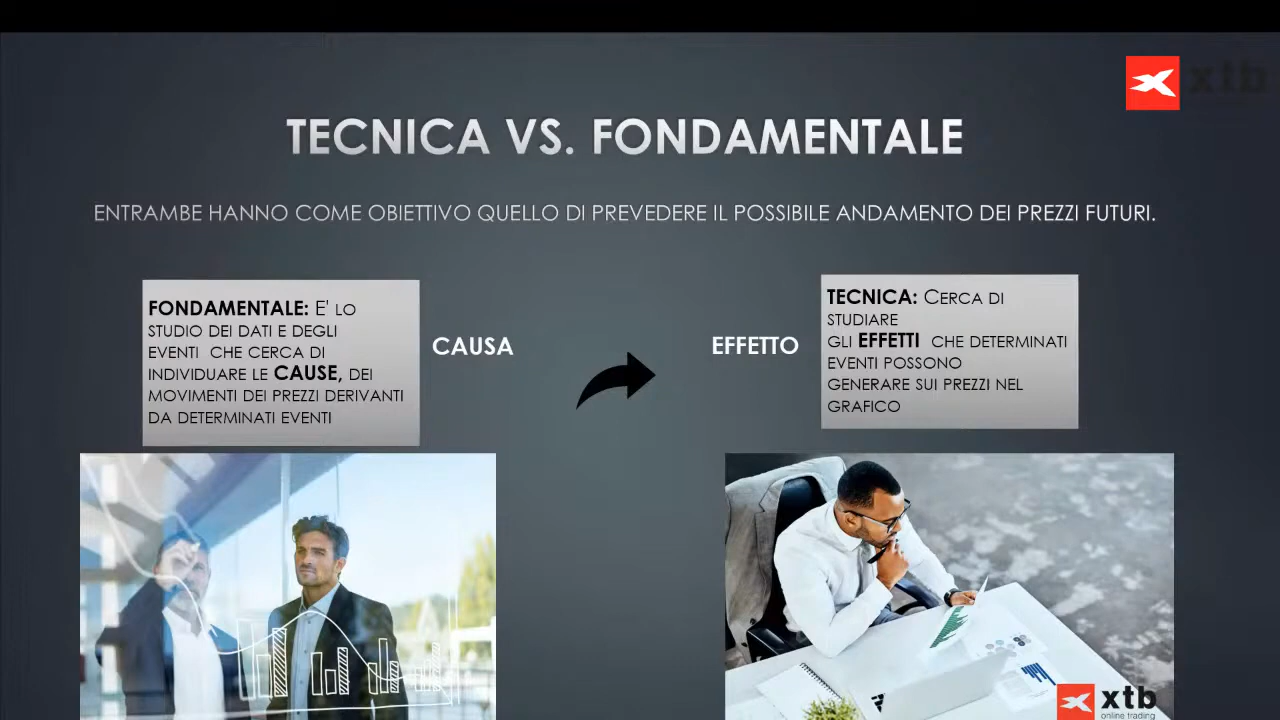 xtb
TECNICA VS. FONDAMENTALE
ENTRAMBE HANNO COME OBIETTIVO QUELLO DI PREVEDERE IL POSSIBILE ANDAMENTO DEI PREZZI FUTURI.
FONDAMENTALE: E' LO
STUDIO DEI DATI E DEGLI
EVENTI CHE CERCA DI
INDIVIDUARE LE CAUSE, DEI
MOVIMENTI DEI PREZZI DERIVANTI
DA DETERMINATI EVENTI
CAUSA
EFFETTO
TECNICA: CERCA DI
STUDIARE
GLI EFFETTI CHE DETERMINATI
EVENTI POSSONO
GENERARE SUI PREZZI NEL
GRAFICO
xtb
online trading